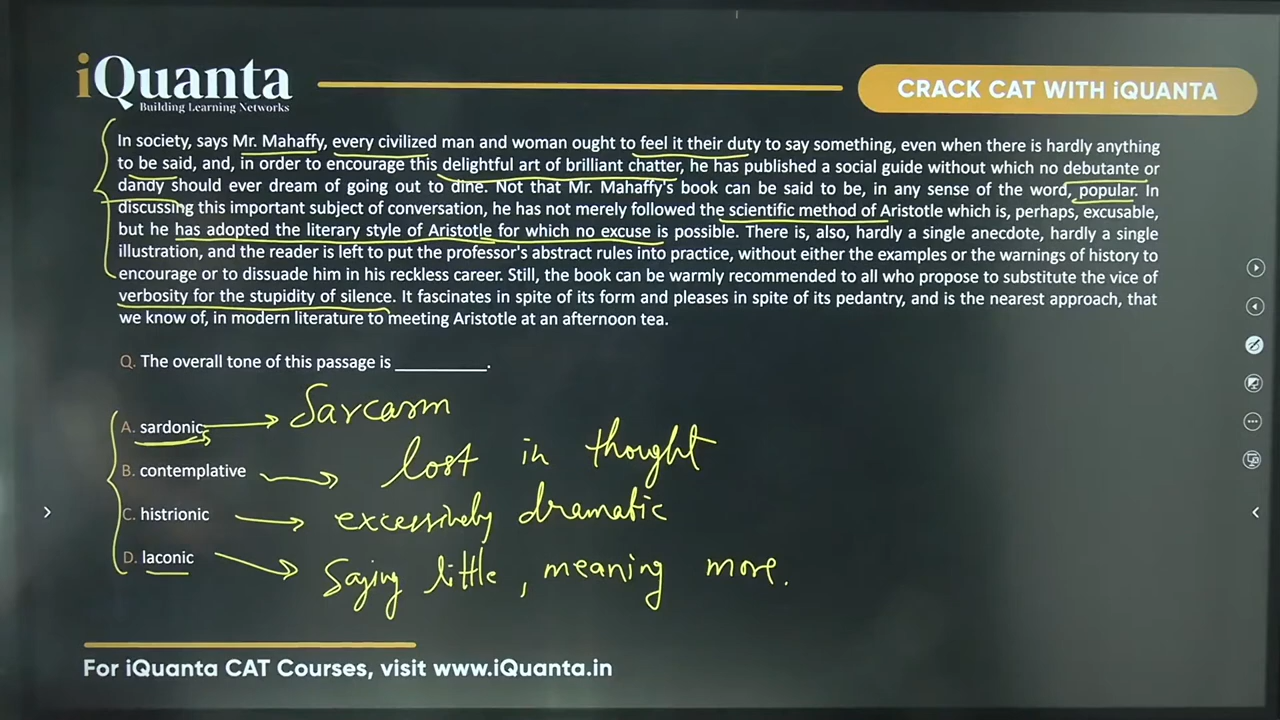 iQuanta
Building Learning Networks
CRACK CAT WITH iQUANTA
In society, says Mr. Mahaffy, every civilized man and woman ought to feel it their duty to say something, even when there is hardly anything
to be said, and, in order to encourage this delightful art of brilliant chatter, he has published a social guide without which no debutante or
dandy should ever dream of going out to dine. Not that Mr. Mahaffy's book can be said to be, in any sense of the word, popular. In
discussing this important subject of conversation, he has not merely followed the scientific method of Aristotle which is, perhaps, excusable,
but he has adopted the literary style of Aristotle for which no excuse is possible. There is, also, hardly a single anecdote, hardly a single
illustration, and the reader is left to put the professor's abstract rules into practice, without either the examples or the warnings of history to
encourage or to dissuade him in his reckless career. Still, the book can be warmly recommended to all who propose to substitute the vice of
verbosity for the stupidity of silence. It fascinates in spite of its form and pleases in spite of its pedantry, and is the nearest approach, that
we know of, in modern literature to meeting Aristotle at an afternoon tea.
Q. The overall tone of this passage is __________.
A. sardonic Sarcasm
B. contemplative lost in thought
C. histrionic excessively dramatic
D. laconic Saying little, meaning more.
For iQuanta CAT Courses, visit www.iQuanta.in